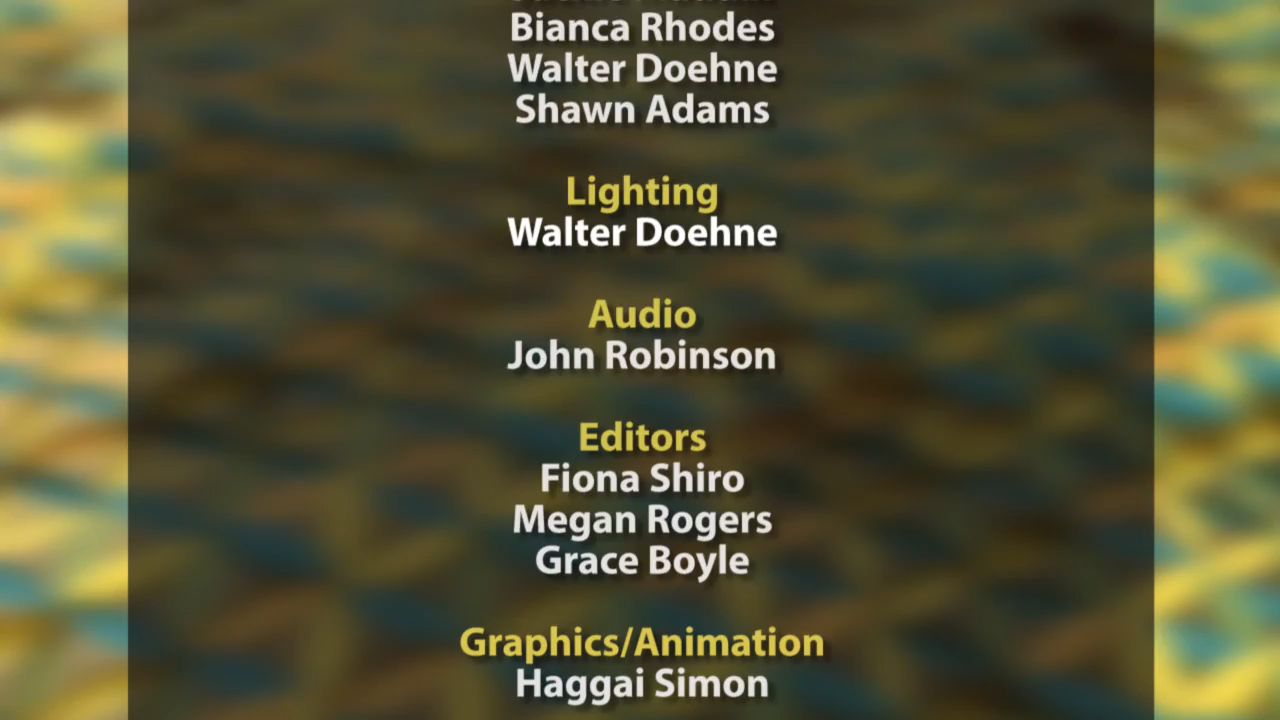 Bianca Rhodes
Walter Doehne
Shawn Adams
Lighting
Walter Doehne
Audio
John Robinson
Editors
Fiona Shiro
Megan Rogers
Grace Boyle
Graphics/Animation
Haggai Simon